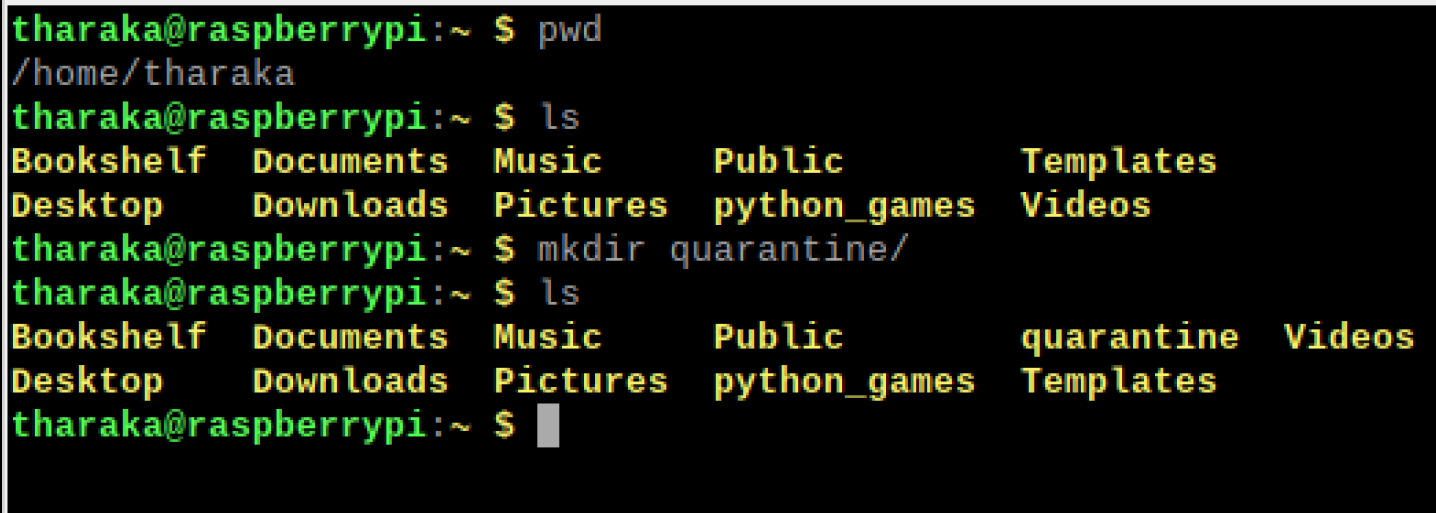 tharaka@raspberrypi:~ $ pwd
/home/tharaka
tharaka@raspberrypi:~ $ ls
Bookshelf  Documents  Music     Public        Templates
Desktop    Downloads  Pictures  python_games  Videos
tharaka@raspberrypi:~ $ mkdir quarantine/
tharaka@raspberrypi:~ $ ls
Bookshelf  Documents  Music     Public        quarantine  Videos
Desktop    Downloads  Pictures  python_games  Templates
tharaka@raspberrypi:~ $